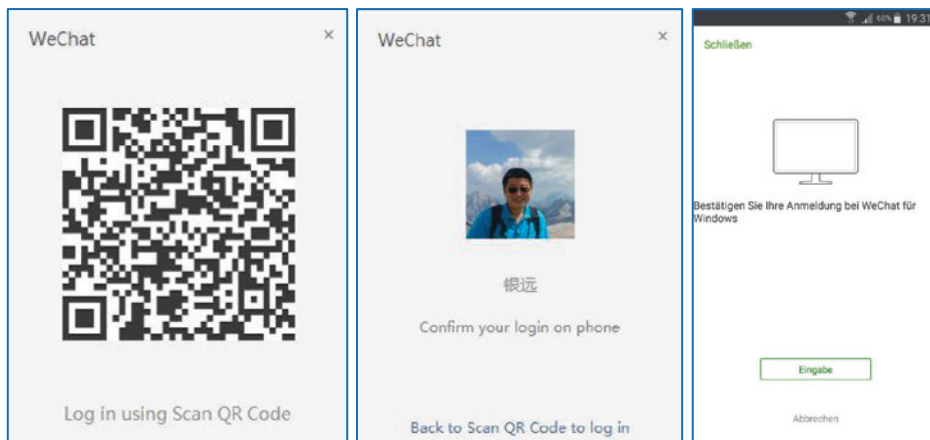 WeChat
Log in using Scan QR Code
WeChat
银远
Confirm your login on phone
Back to Scan QR Code to log in
60% 19:31
Schließen
Bestätigen Sie Ihre Anmeldung bei WeChat für
Windows
Eingabe
Abbrechen